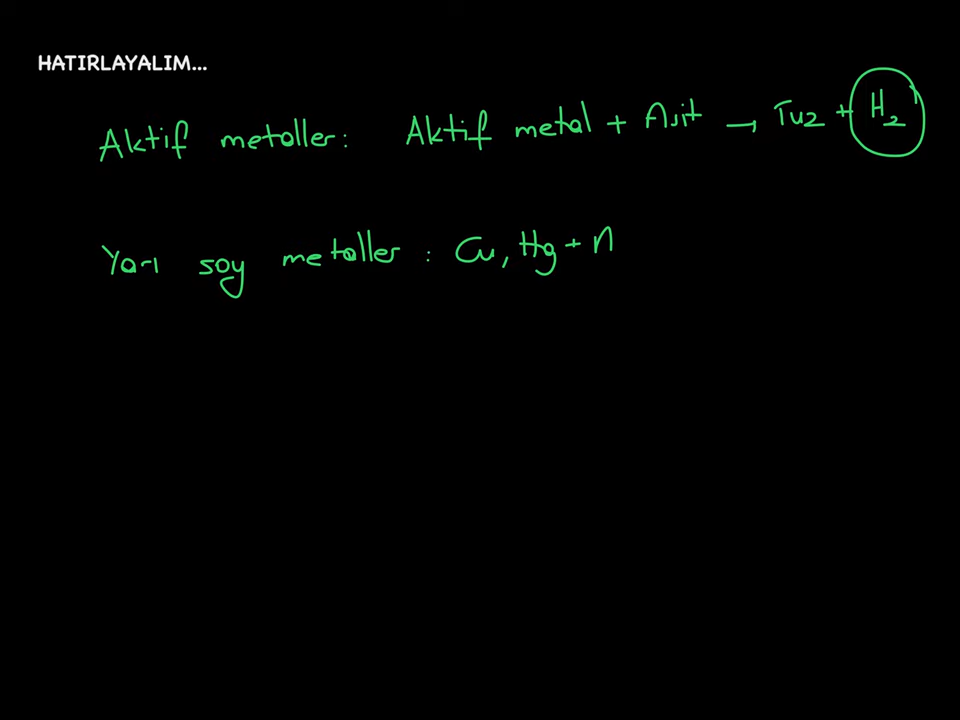 HATIRLAYALIM...
Aktif metaller: Aktif metal + Asit → Tuz + H₂
Yarı soy metaller : Cu, Hg +